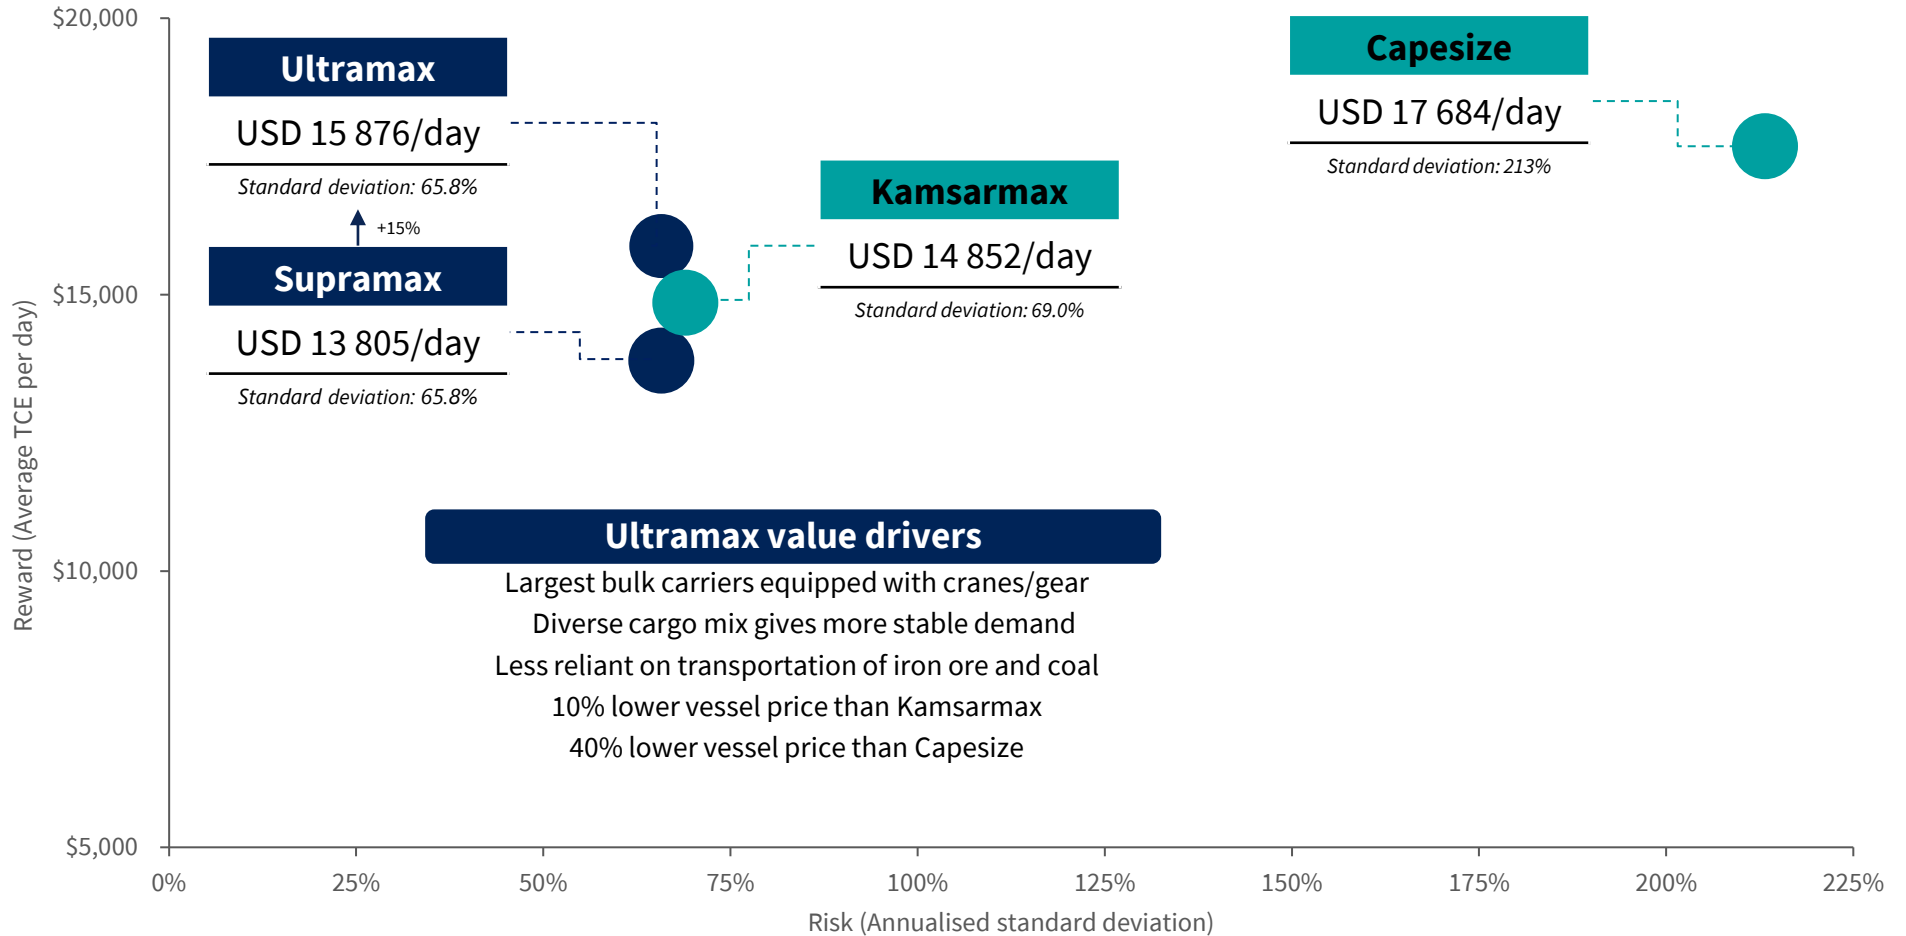 $20,000
$15,000
$10,000
$5,000
Reward (Average TCE per day)
Ultramax
USD 15 876/day
Standard deviation: 65.8%
+15%
Supramax
USD 13 805/day
Standard deviation: 65.8%
Kamsarmax
USD 14 852/day
Standard deviation: 69.0%
Capesize
USD 17 684/day
Standard deviation: 213%
Ultramax value drivers
Largest bulk carriers equipped with cranes/gear
Diverse cargo mix gives more stable demand
Less reliant on transportation of iron ore and coal
10% lower vessel price than Kamsarmax
40% lower vessel price than Capesize
0% 25% 50% 75% 100% 125% 150% 175% 200% 225%
Risk (Annualised standard deviation)